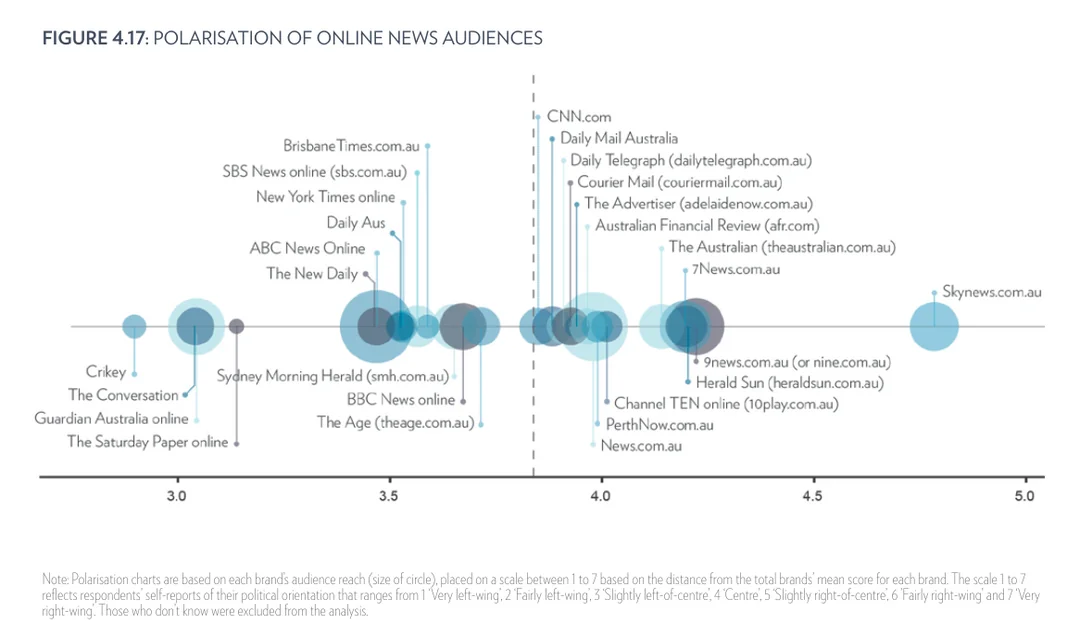 FIGURE 4.17: POLARISATION OF ONLINE NEWS AUDIENCES
CNN.com
Daily Mail Australia
BrisbaneTimes.com.au
Daily Telegraph (dailytelegraph.com.au)
SBS News online (sbs.com.au)
Courier Mail (couriermail.com.au)
New York Times online
The Advertiser (adelaidenow.com.au)
Daily Aus
Australian Financial Review (afr.com)
ABC News Online
The Australian (theaustralian.com.au)
The New Daily
7News.com.au
Skynews.com.au
9news.com.au (or nine.com.au)
Crikey
Sydney Morning Herald (smh.com.au)
Herald Sun (heraldsun.com.au)
The Conversation
BBC News online
Channel TEN online (10play.com.au)
Guardian Australia online
The Age (theage.com.au)
PerthNow.com.au
The Saturday Paper online
News.com.au
3.0 3.5 4.0 4.5 5.0
Note: Polarisation charts are based on each brand's audience reach (size of circle), placed on a scale between 1 to 7 based on the distance from the total brands' mean score for each brand. The scale 1 to
7 reflects respondents' self-reports of their political orientation that ranges from 1 'Very left-wing', 2 'Fairly left-wing', 3 'Slightly left-of-centre', 4 'Centre', 5 'Slightly right-of-centre', 6 'Fairly right-wing' and 7 'Very
right-wing'. Those who don't know were excluded from the analysis.